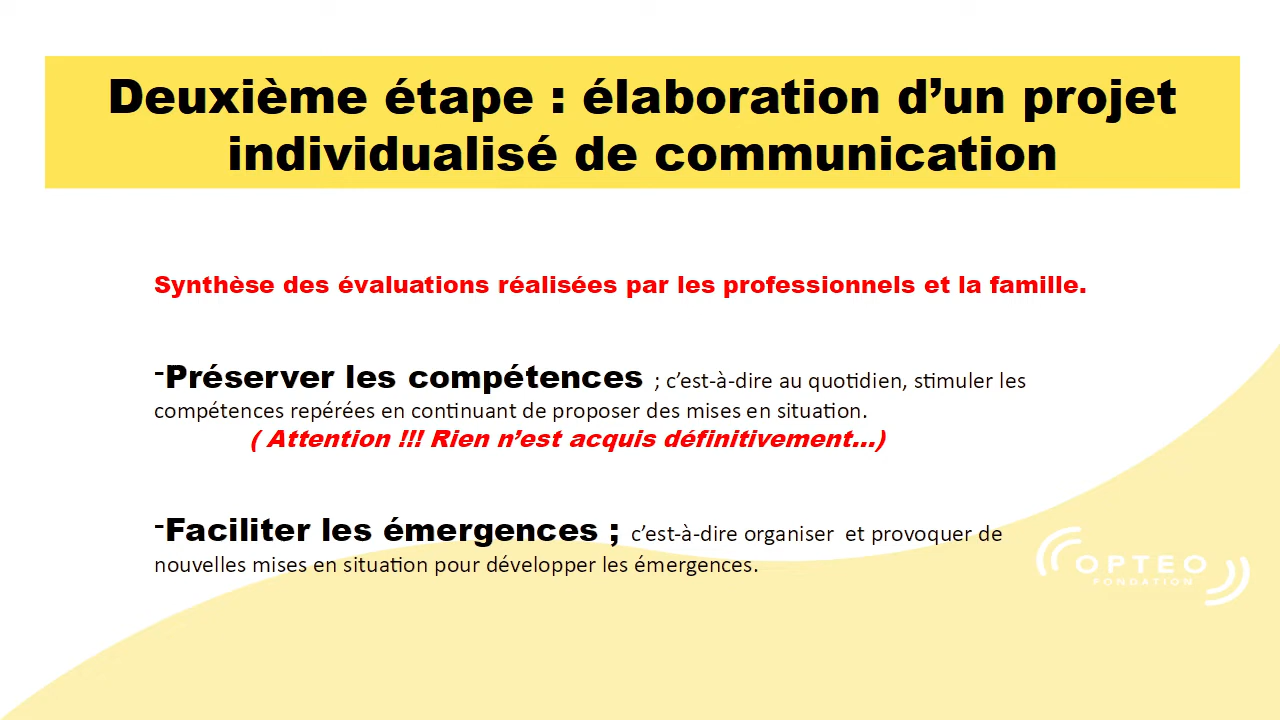 Deuxième étape : élaboration d’un projet
individualisé de communication
Synthèse des évaluations réalisées par les professionnels et la famille.
-Préserver les compétences ; c’est-à-dire au quotidien, stimuler les
compétences repérées en continuant de proposer des mises en situation.
( Attention !!! Rien n’est acquis définitivement...)
-Faciliter les émergences ; c’est-à-dire organiser et provoquer de
nouvelles mises en situation pour développer les émergences.
OPTEO
FONDATION